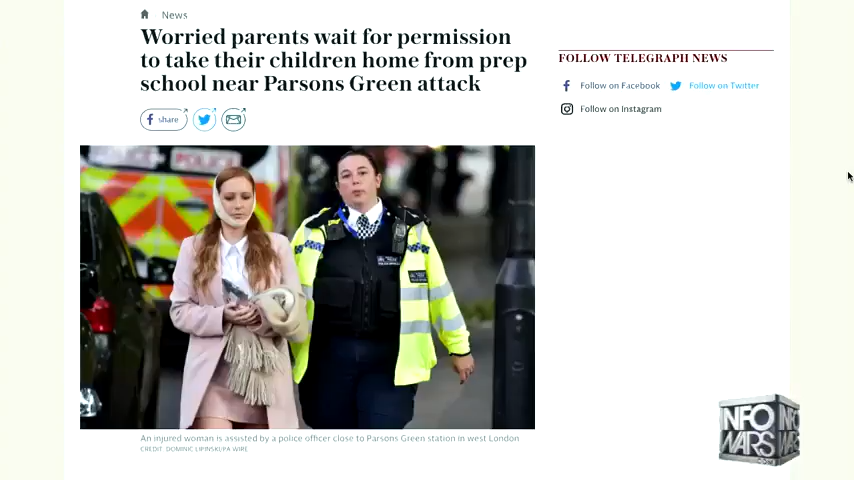 News
Worried parents wait for permission
to take their children home from prep
school near Parsons Green attack
share
FOLLOW TELEGRAPH NEWS
Follow on Facebook Follow on Twitter
Follow on Instagram
POLICE
An injured woman is assisted by a police officer close to Parsons Green station in west London
CREDIT: DOMINIC LIPINSKI/PA WIRE
INFO
WARS